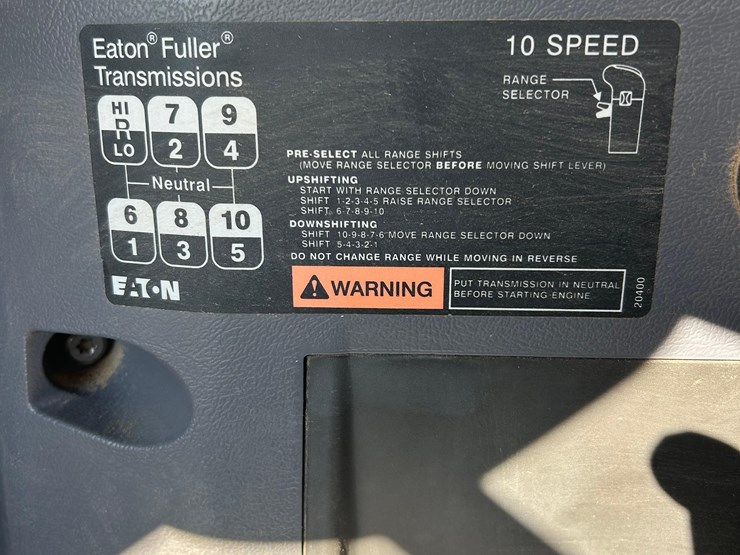 Eaton® Fuller®
Transmissions
10 SPEED
RANGE
SELECTOR
HI 7 9
R
LO 2 4
Neutral
6 8 10
1 3 5
PRE-SELECT ALL RANGE SHIFTS
(MOVE RANGE SELECTOR BEFORE MOVING SHIFT LEVER)
UPSHIFTING
START WITH RANGE SELECTOR DOWN
SHIFT 1-2-3-4-5 RAISE RANGE SELECTOR
SHIFT 6-7-8-9-10
DOWNSHIFTING
SHIFT 10-9-8-7-6 MOVE RANGE SELECTOR DOWN
SHIFT 5-4-3-2-1
DO NOT CHANGE RANGE WHILE MOVING IN REVERSE
EATON
WARNING
PUT TRANSMISSION IN NEUTRAL
BEFORE STARTING ENGINE
20400